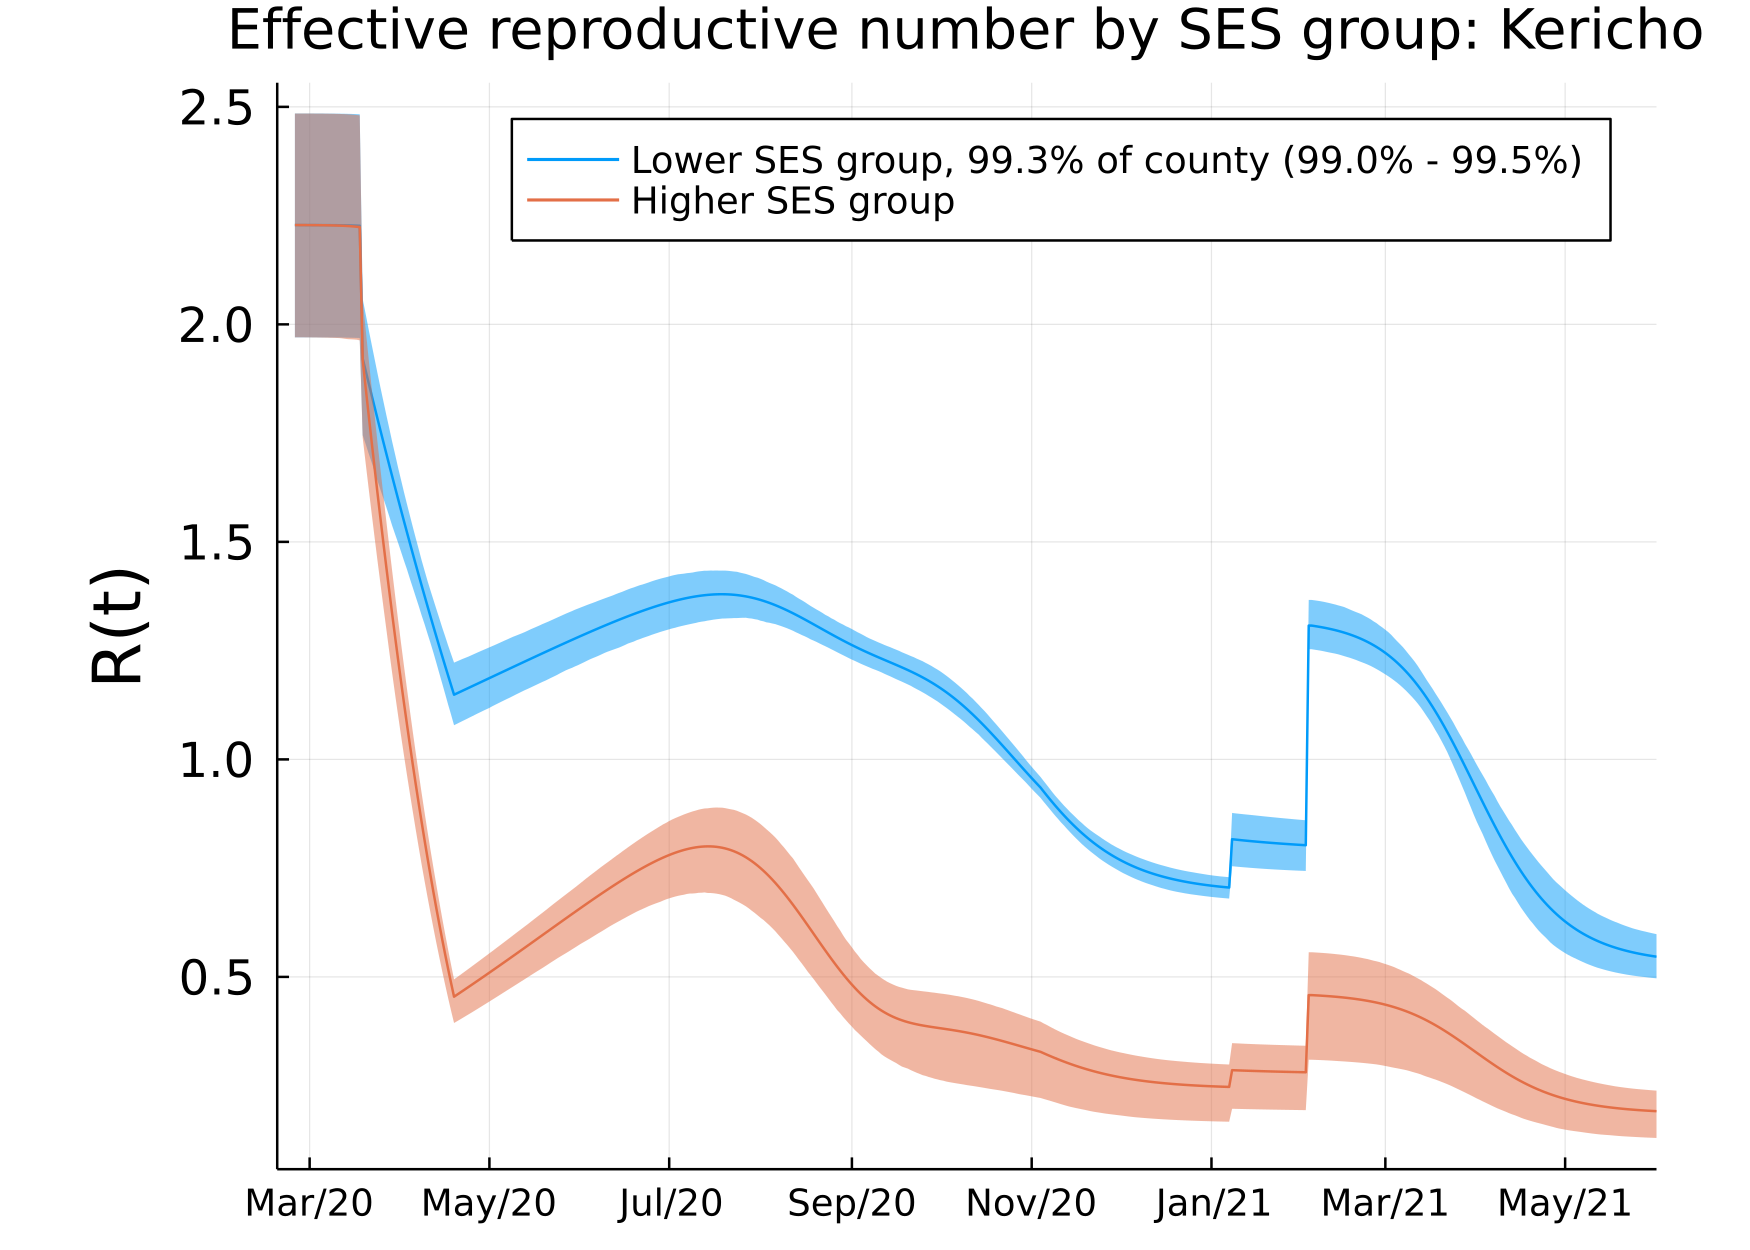 Effective reproductive number by SES group: Kericho
2.5
Lower SES group, 99.3% of county (99.0% - 99.5%)
Higher SES group
2.0
1.5
R(t)
1.0
0.5
Mar/20 May/20 Jul/20 Sep/20 Nov/20 Jan/21 Mar/21 May/21